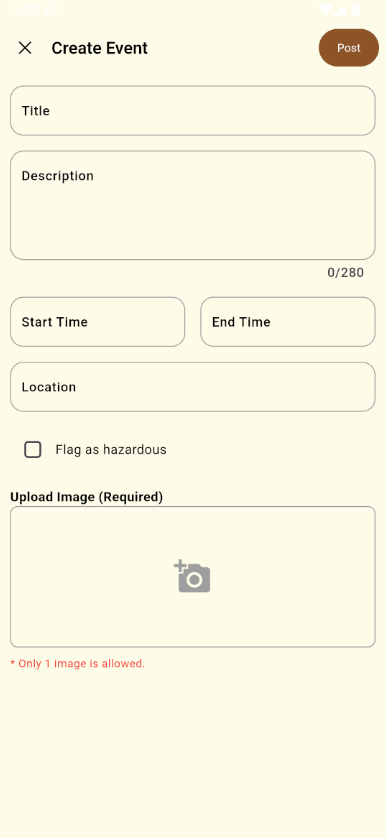 Create Event
Post
Title
Description
0/280
Start Time
End Time
Location
Flag as hazardous
Upload Image (Required)
* Only 1 image is allowed.